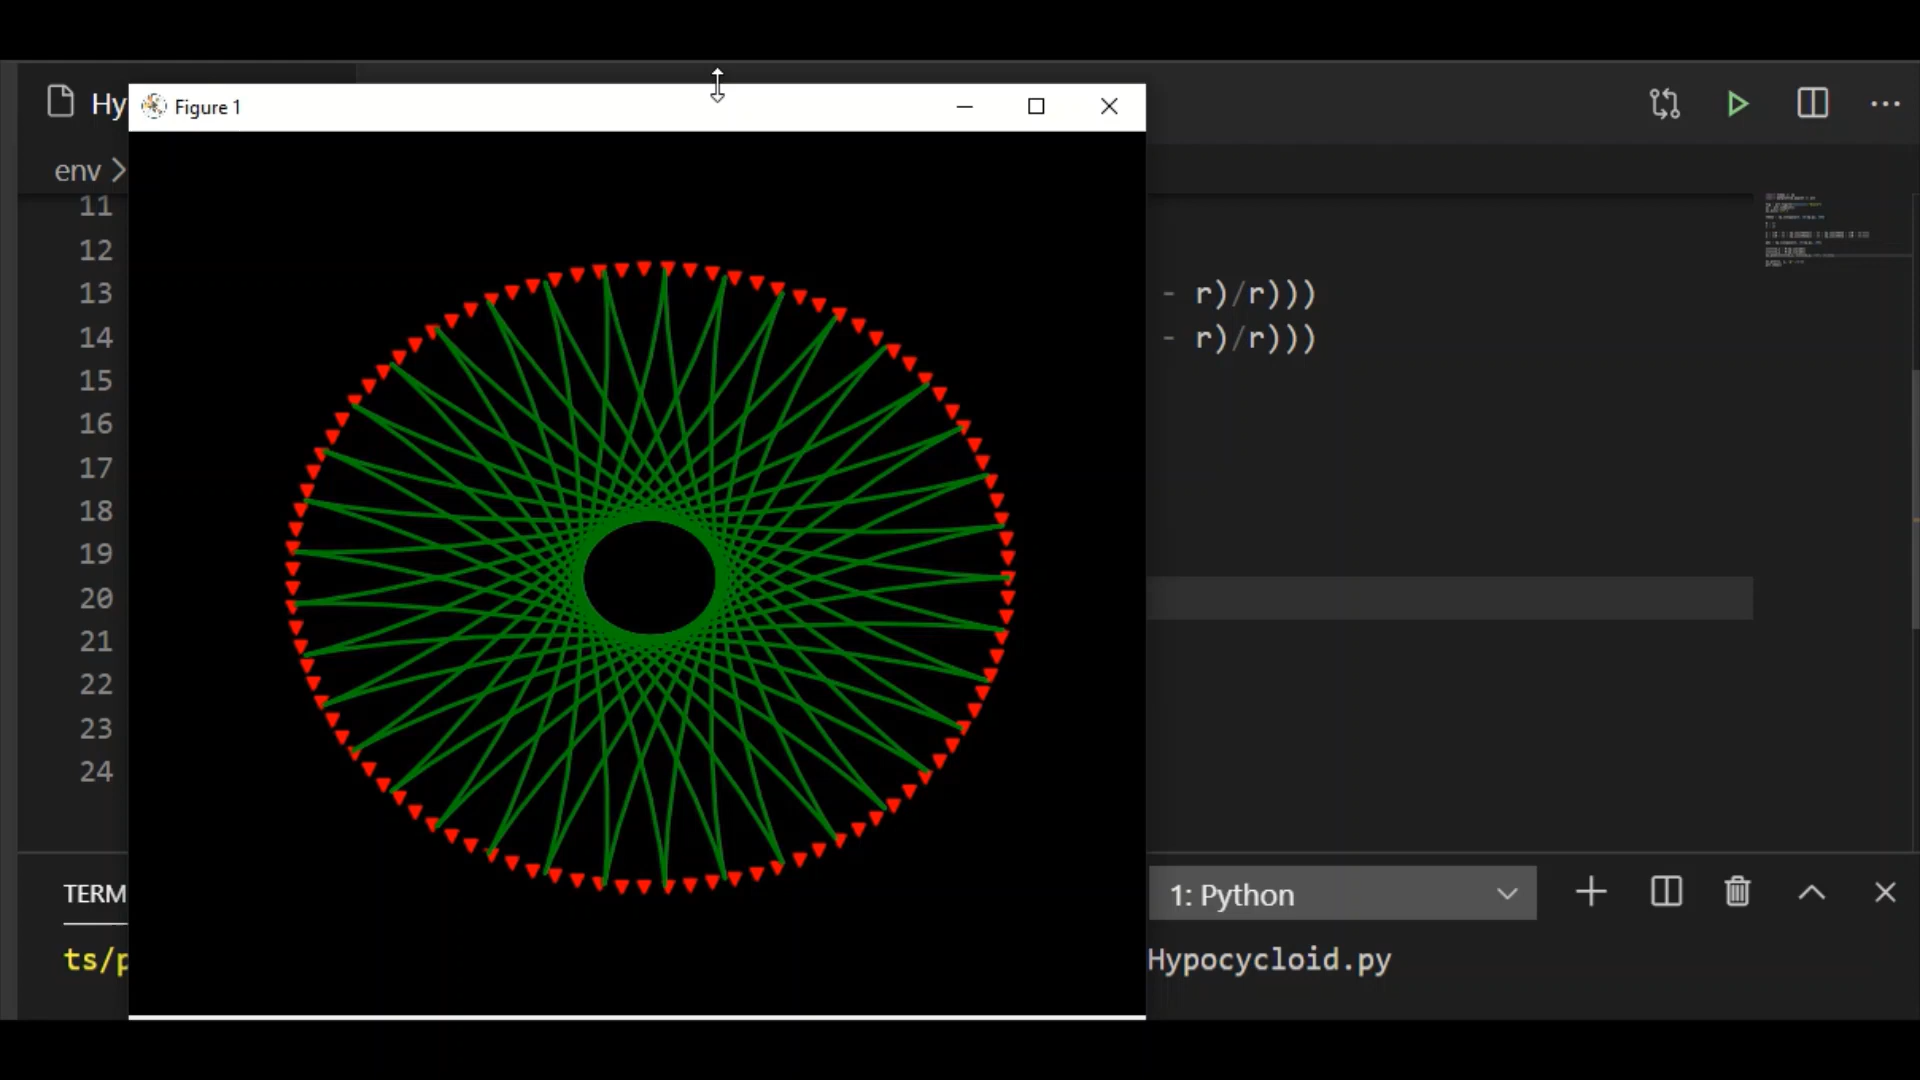 Hy
Figure 1
env
11
12
13
- r)/r)))
14
- r)/r)))
15
16
17
18
19
20
21
22
23
24
TERM
1: Python
ts/p
Hypocycloid.py